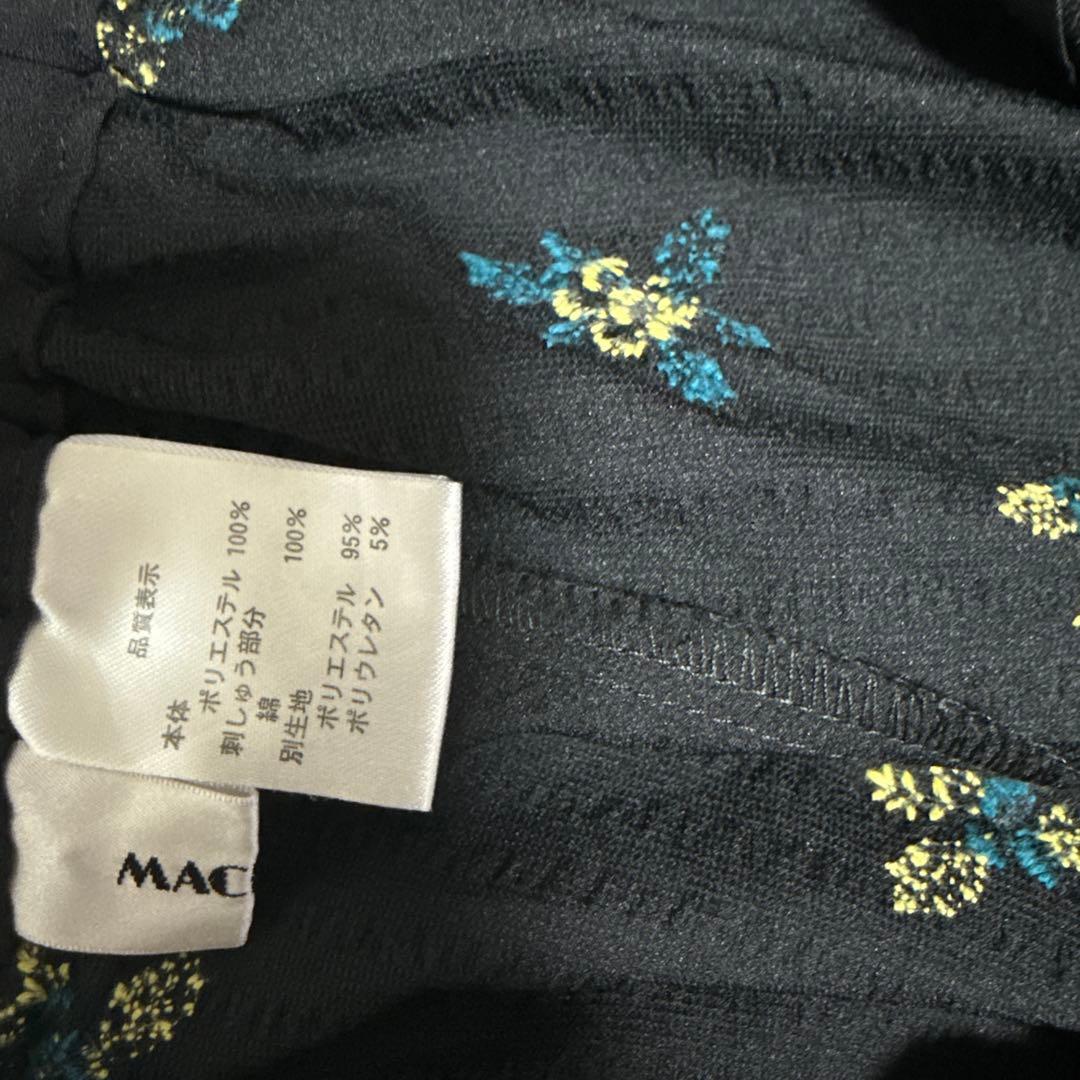 品質表示
本体
ポリエステル 100%
刺しゅう部分
綿 100%
別生地
ポリエステル 95%
ポリウレタン 5%
MAC